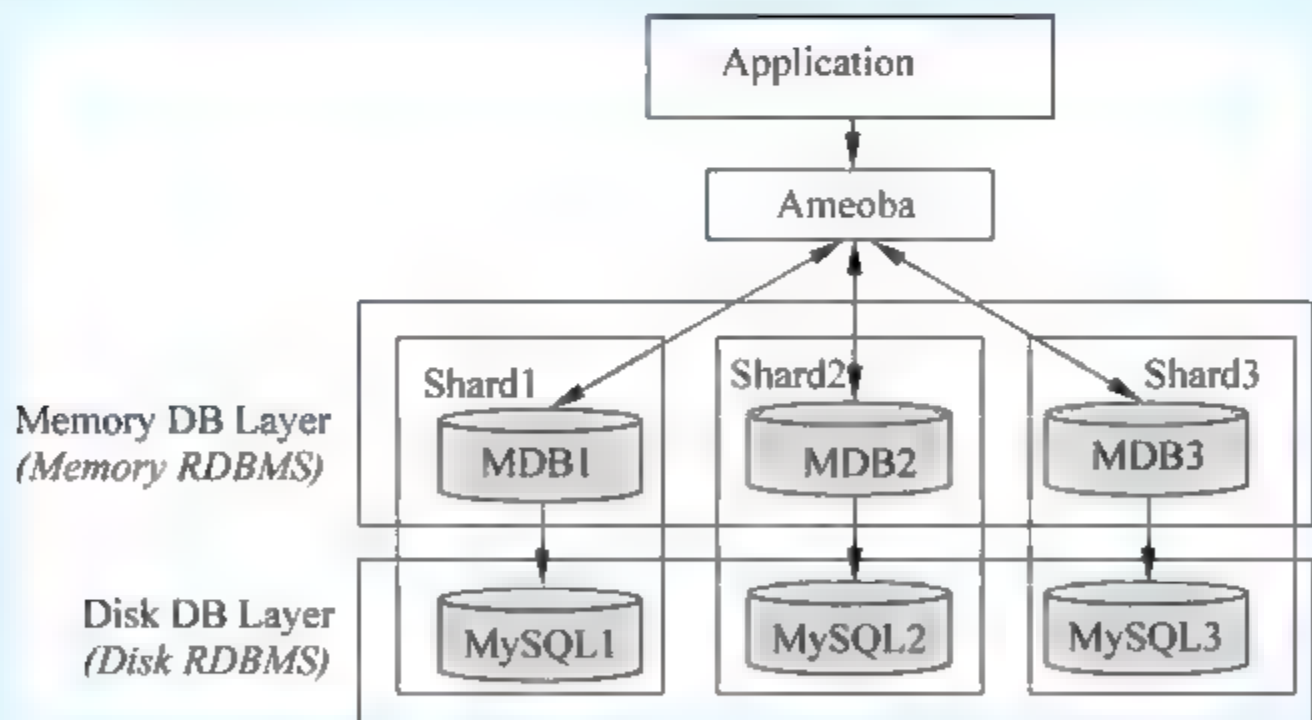 Application
Ameoba
Shard1
Shard2
Shard3
Memory DB Layer
(Memory RDBMS)
MDB1
MDB2
MDB3
Disk DB Layer
(Disk RDBMS)
MySQL1
MySQL2
MySQL3